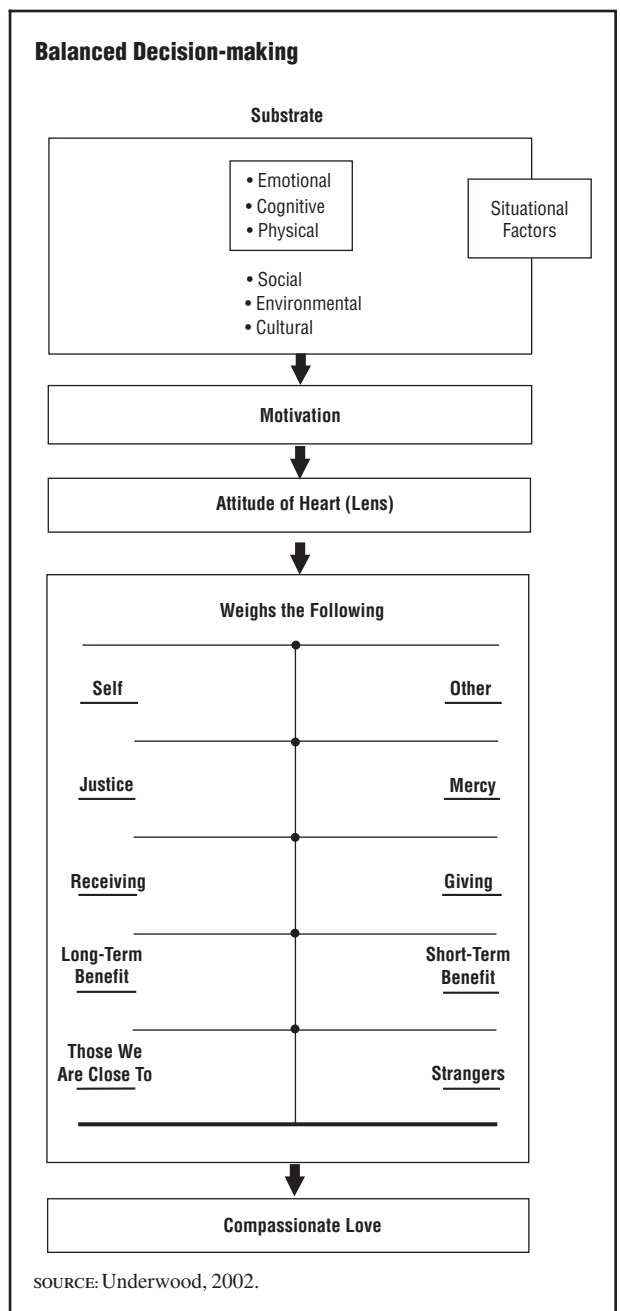 Balanced Decision-making
Substrate
• Emotional
• Cognitive
• Physical
Situational
Factors
• Social
• Environmental
• Cultural
Motivation
Attitude of Heart (Lens)
Weighs the Following
Self
Other
Justice
Mercy
Receiving
Giving
Long-Term
Benefit
Short-Term
Benefit
Those We
Are Close To
Strangers
Compassionate Love
SOURCE: Underwood, 2002.